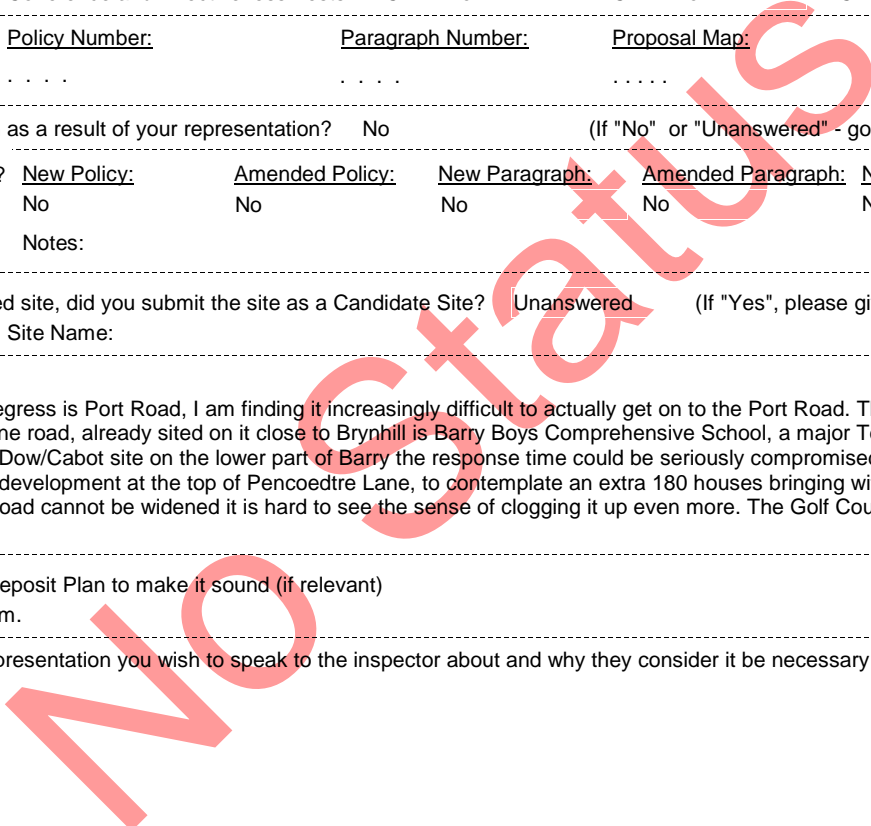 Policy Number: Paragraph Number: Proposal Map:
. . . . . . . . . . . . .
as a result of your representation? No (If "No" or "Unanswered" - go
? New Policy: Amended Policy: New Paragraph: Amended Paragraph: N
No No No No N
Notes:
ed site, did you submit the site as a Candidate Site? Unanswered (If "Yes", please gi
Site Name:
egress is Port Road, I am finding it increasingly difficult to actually get on to the Port Road. Th
ne road, already sited on it close to Brynhill is Barry Boys Comprehensive School, a major Te
Dow/Cabot site on the lower part of Barry the response time could be seriously compromised
development at the top of Pencoedtre Lane, to contemplate an extra 180 houses bringing wi
oad cannot be widened it is hard to see the sense of clogging it up even more. The Golf Cou
eposit Plan to make it sound (if relevant)
m.
presentation you wish to speak to the inspector about and why they consider it be necessary
No Status